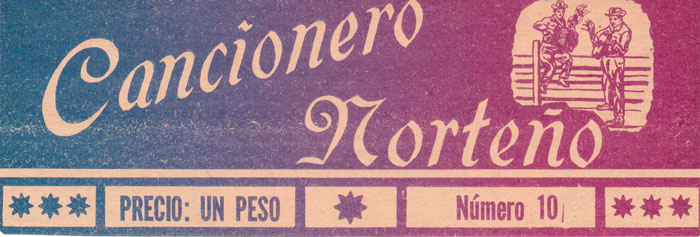 Cancionero
Norteño
PRECIO: UN PESO
Número 10